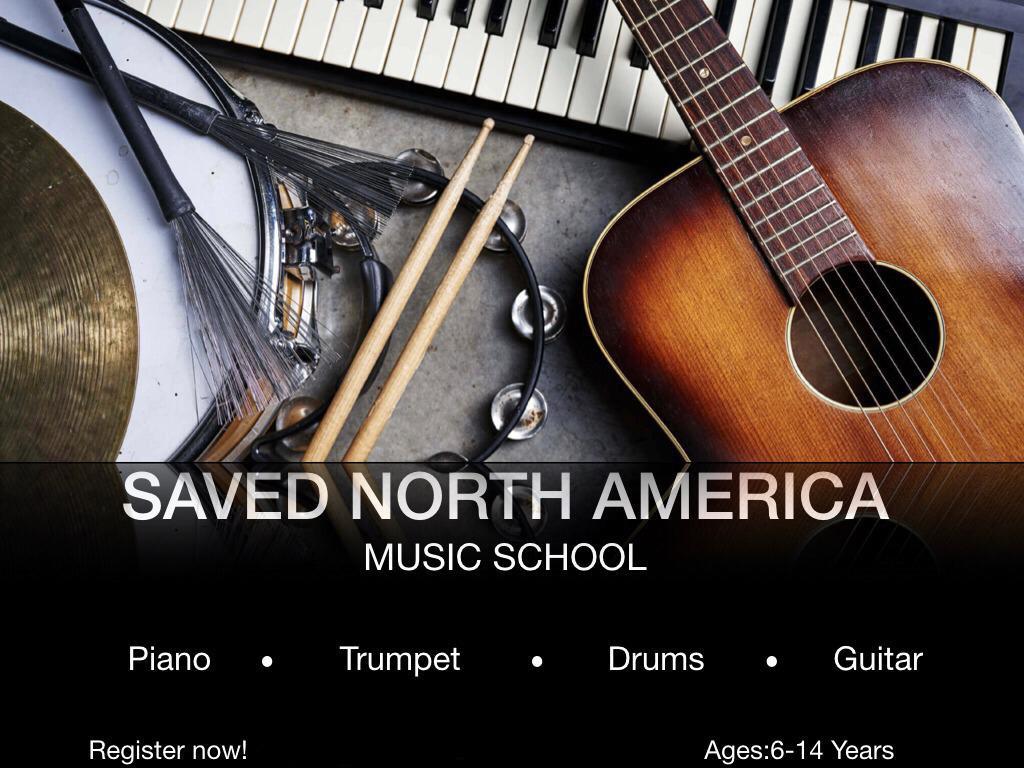 SAVED NORTH AMERICA
MUSIC SCHOOL
Piano • Trumpet • Drums • Guitar
Register now! Ages:6-14 Years